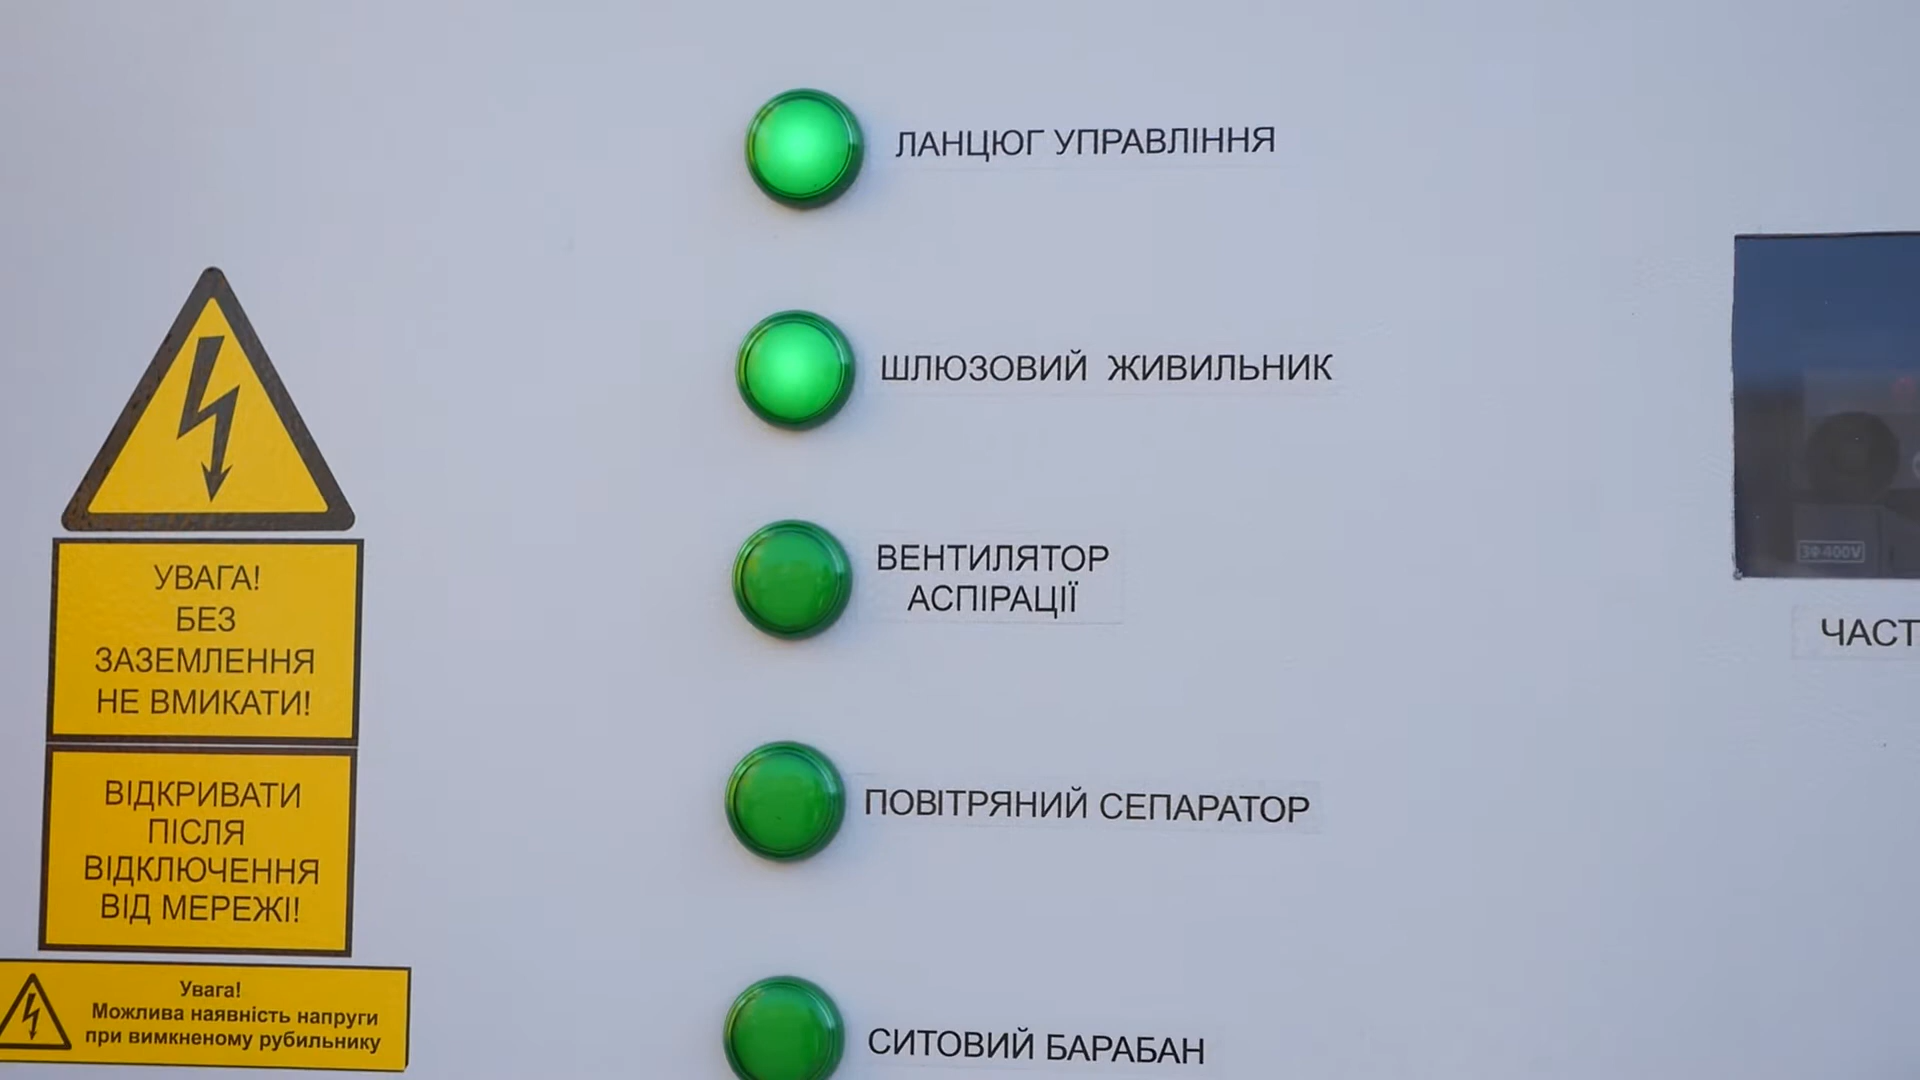 ЛАНЦЮГ УПРАВЛІННЯ
ШЛЮЗОВИЙ ЖИВИЛЬНИК
ВЕНТИЛЯТОР
АСПІРАЦІЇ
ПОВІТРЯНИЙ СЕПАРАТОР
СИТОВИЙ БАРАБАН
УВАГА!
БЕЗ
ЗАЗЕМЛЕННЯ
НЕ ВМИКАТИ!
ВІДКРИВАТИ
ПІСЛЯ
ВІДКЛЮЧЕННЯ
ВІД МЕРЕЖІ!
Увага!
Можлива наявність напруги
при вимкненому рубильнику
3Ф400V
ЧАСТ